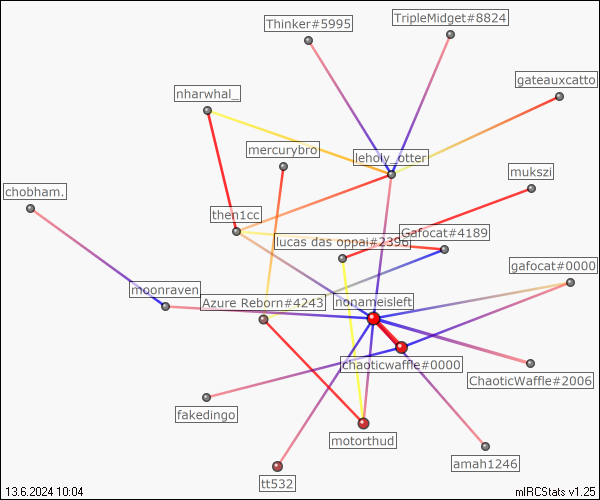 Thinker#5995
TripleMidget#8824
gateauxcatto
nharwhal_
mercurybro
leholy_otter
mukszi
chobham.
then1cc
Gafocat#4189
lucas das oppai#2396
gafocat#0000
moonraven
Azure Reborn#4243
nonameisleft
chaoticwaffle#0000
ChaoticWaffle#2006
fakedingo
motorthud
amah1246
tt532
13.6.2024 10:04
mIRCStats v1.25